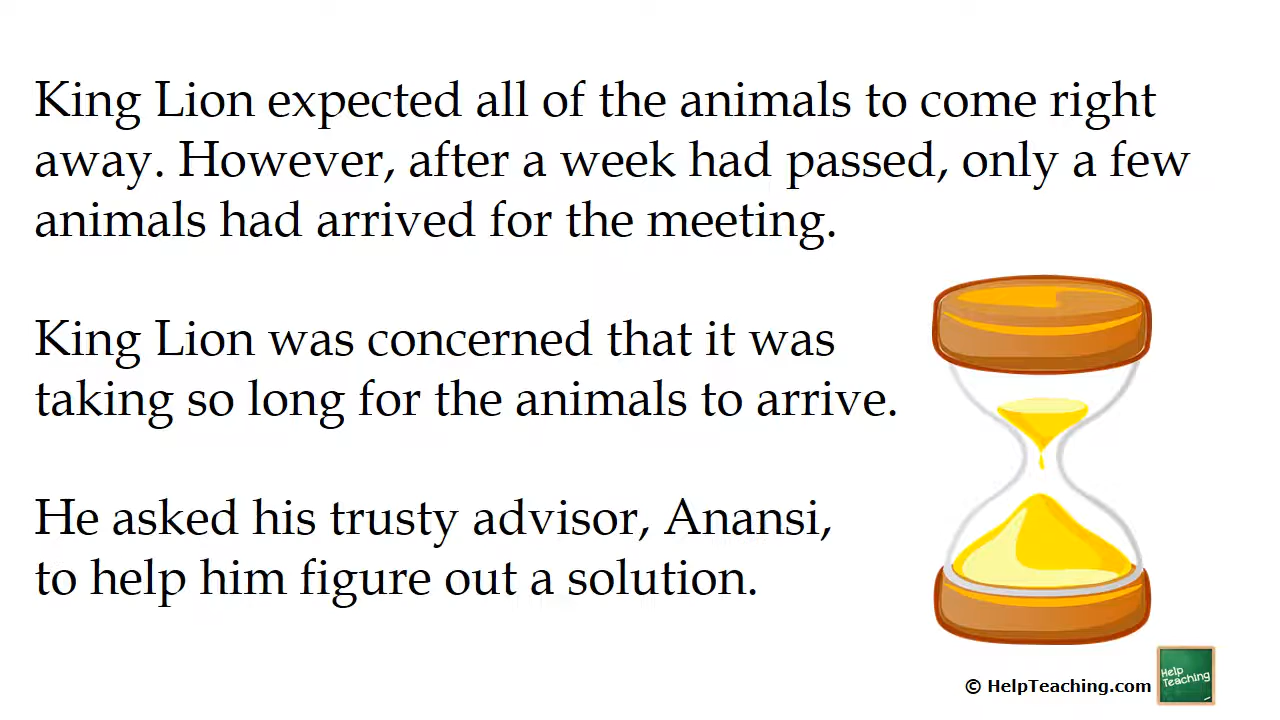 King Lion expected all of the animals to come right
away. However, after a week had passed, only a few
animals had arrived for the meeting.
King Lion was concerned that it was
taking so long for the animals to arrive.
He asked his trusty advisor, Anansi,
to help him figure out a solution.
© HelpTeaching.com
Help
Teaching